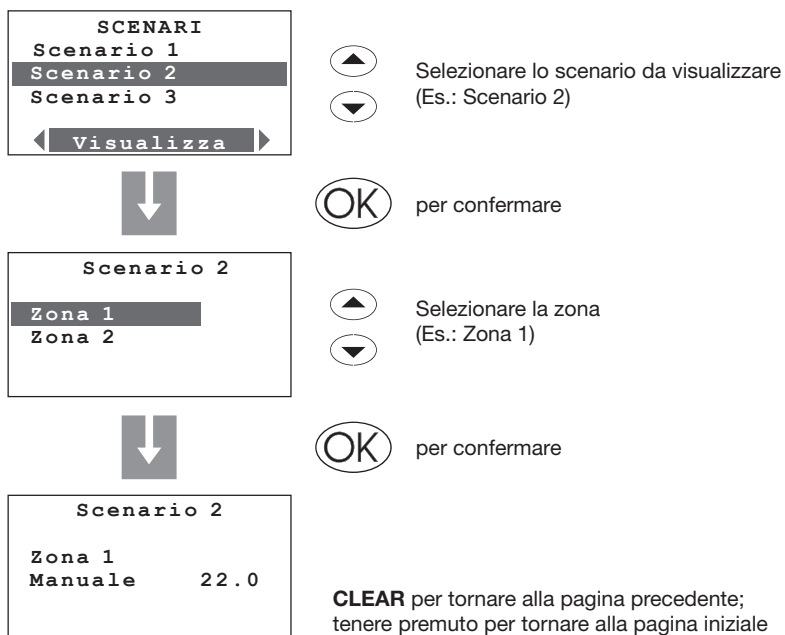 SCENARI
Scenario 1
Scenario 2
Scenario 3
Visualizza
Selezionare lo scenario da visualizzare
(Es.: Scenario 2)
OK
per confermare
Scenario 2
Zona 1
Zona 2
Selezionare la zona
(Es.: Zona 1)
OK
per confermare
Scenario 2
Zona 1
Manuale 22.0
CLEAR per tornare alla pagina precedente;
tenere premuto per tornare alla pagina iniziale